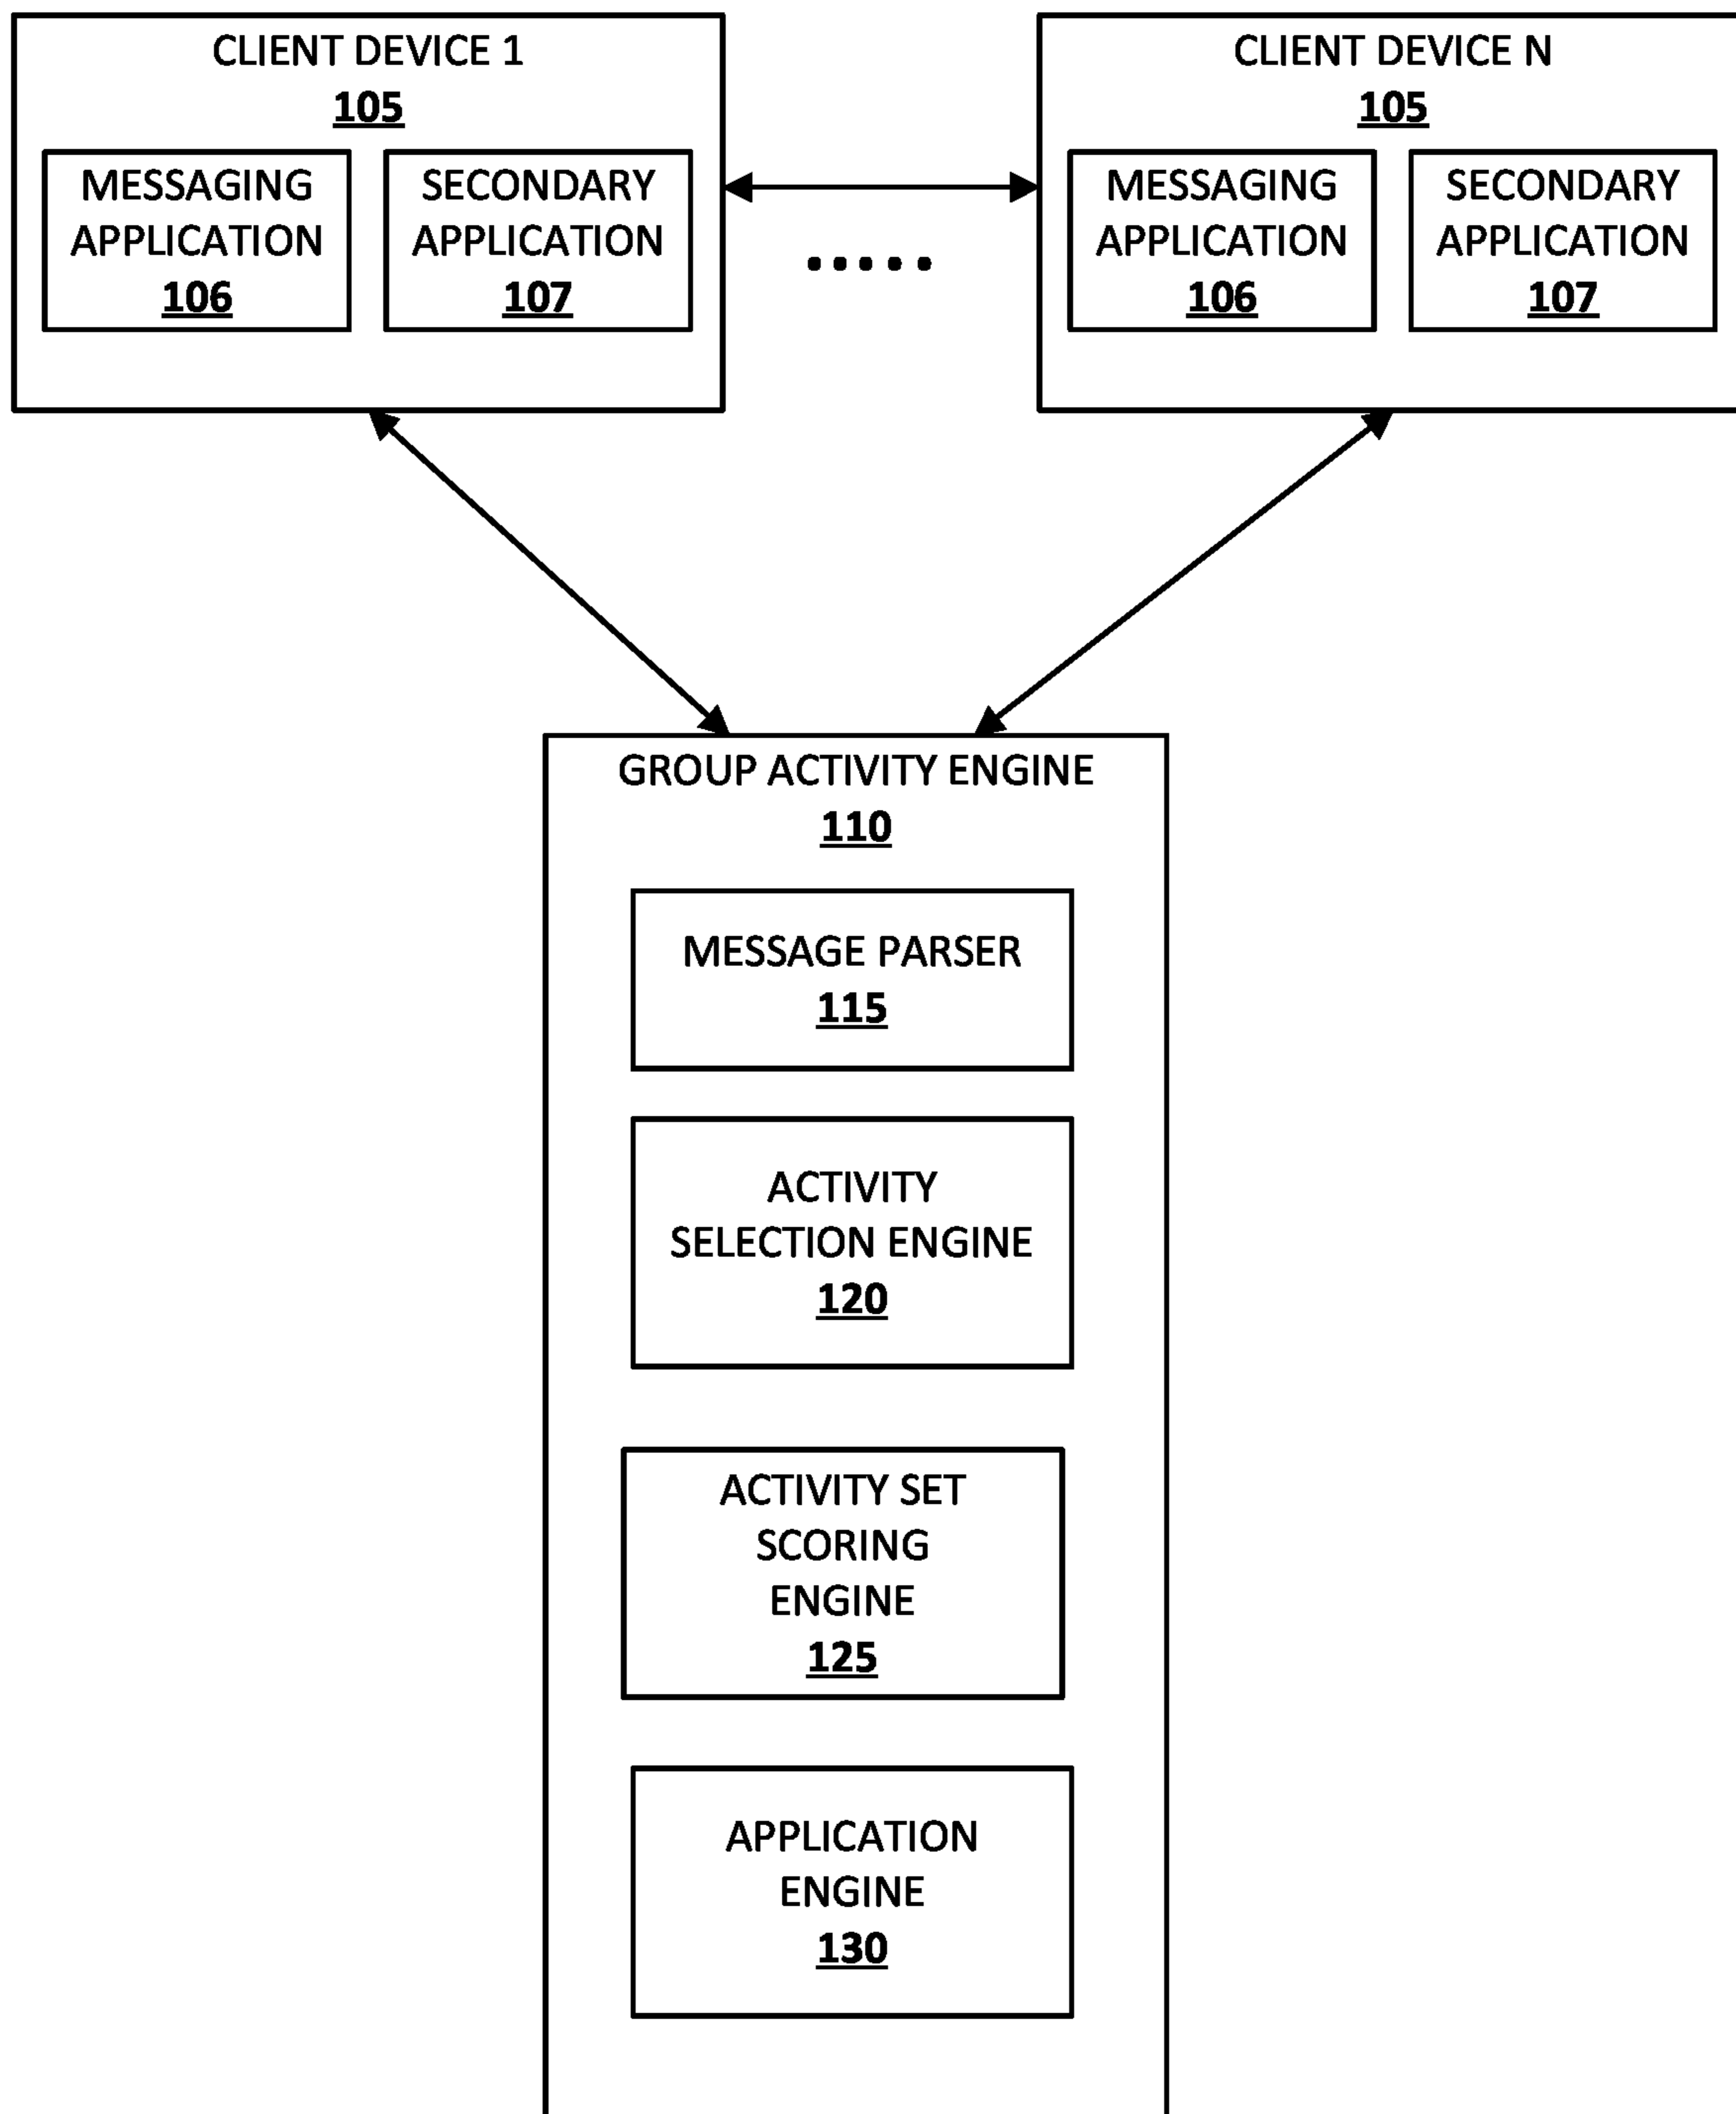 CLIENT DEVICE 1
105
MESSAGING
APPLICATION
106
SECONDARY
APPLICATION
107
CLIENT DEVICE N
105
MESSAGING
APPLICATION
106
SECONDARY
APPLICATION
107
GROUP ACTIVITY ENGINE
110
MESSAGE PARSER
115
ACTIVITY
SELECTION ENGINE
120
ACTIVITY SET
SCORING
ENGINE
125
APPLICATION
ENGINE
130